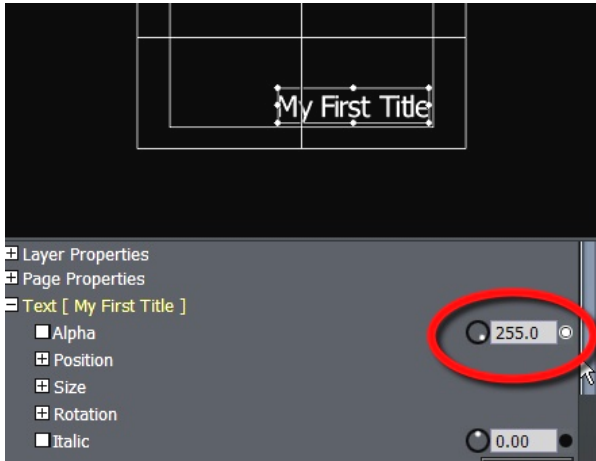 My First Title
Layer Properties
Page Properties
Text [ My First Title ]
Alpha 255.0
Position
Size
Rotation
Italic 0.00